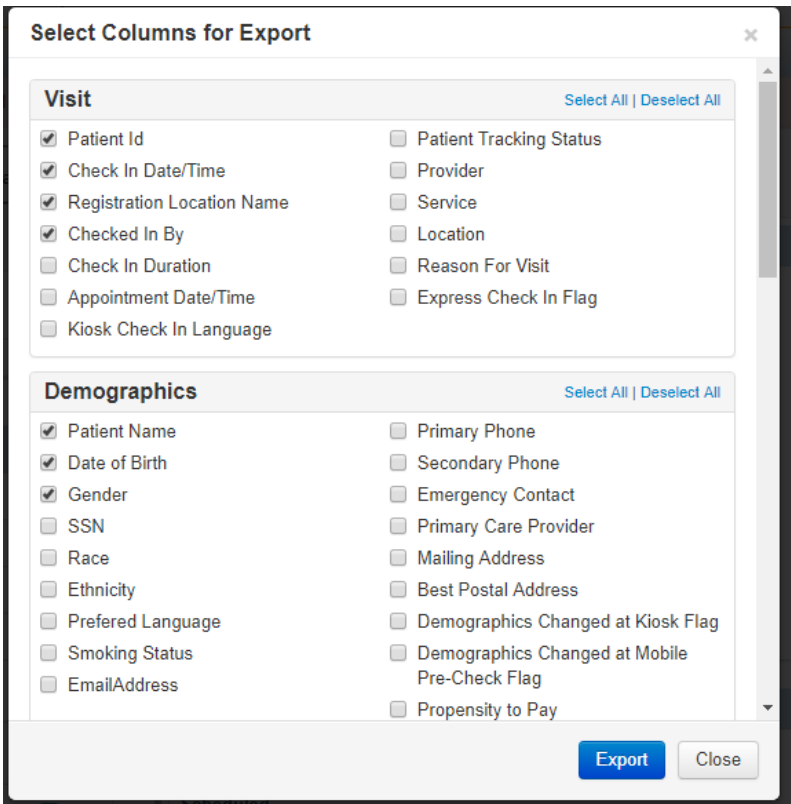 Select Columns for Export
×
Visit
Select All | Deselect All
Patient Id
Check In Date/Time
Registration Location Name
Checked In By
Check In Duration
Appointment Date/Time
Kiosk Check In Language
Patient Tracking Status
Provider
Service
Location
Reason For Visit
Express Check In Flag
Demographics
Select All | Deselect All
Patient Name
Date of Birth
Gender
SSN
Race
Ethnicity
Prefered Language
Smoking Status
EmailAddress
Primary Phone
Secondary Phone
Emergency Contact
Primary Care Provider
Mailing Address
Best Postal Address
Demographics Changed at Kiosk Flag
Demographics Changed at Mobile
Pre-Check Flag
Propensity to Pay
Export
Close